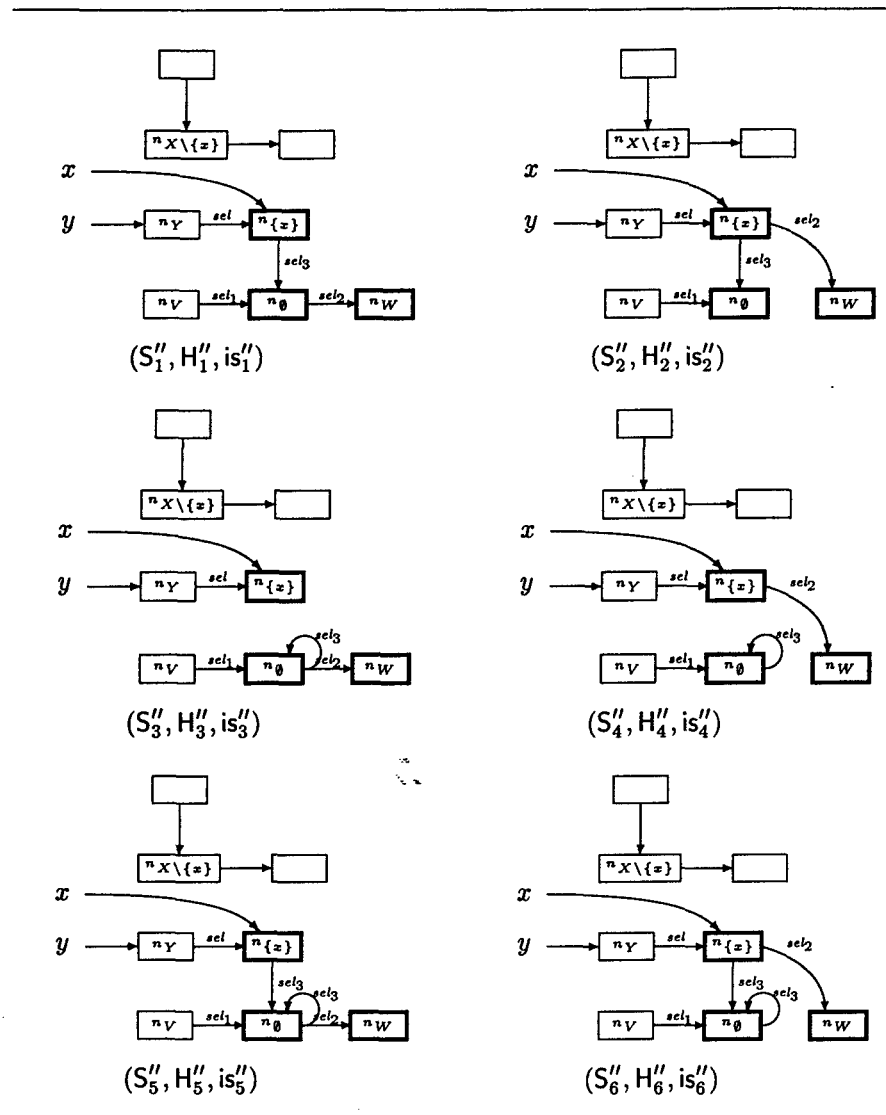 n X\{x} n X\{x}
x x
y n Y sel n {x} y n Y sel n {x} sel2
sel3 sel3
n V sel1 n ∅ sel2 n W n V sel1 n ∅ n W
(S″1, H″1, is″1) (S″2, H″2, is″2)
n X\{x} n X\{x}
x x
y n Y sel n {x} y n Y sel n {x} sel2
sel3 sel3
n V sel1 n ∅ sel2 n W n V sel1 n ∅ n W
(S″3, H″3, is″3) (S″4, H″4, is″4)
n X\{x} n X\{x}
x x
y n Y sel n {x} y n Y sel n {x} sel2
sel3 sel3 sel3 sel3
n V sel1 n ∅ sel2 n W n V sel1 n ∅ n W
(S″5, H″5, is″5) (S″6, H″6, is″6)